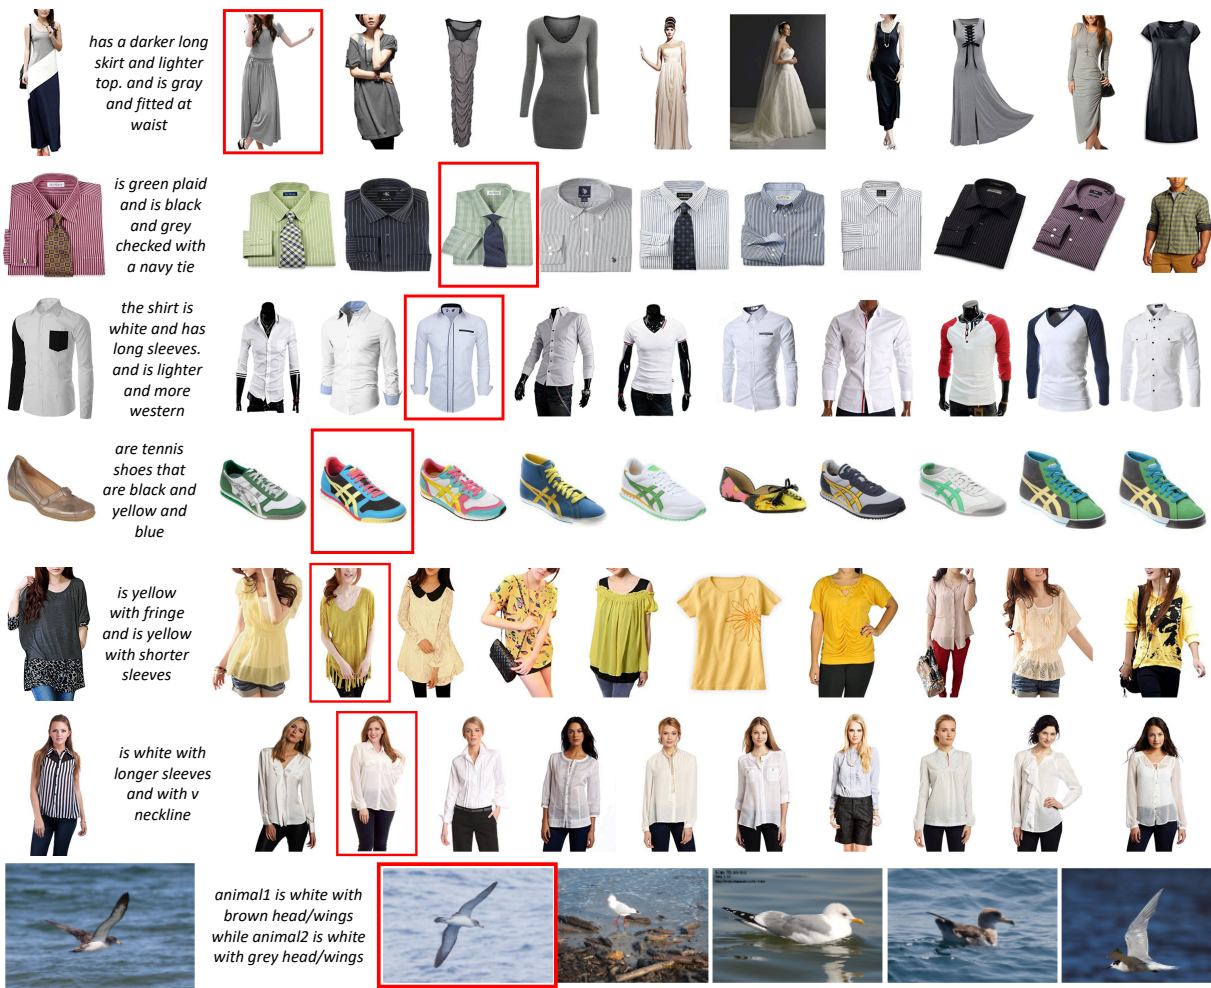 has a darker long
skirt and lighter
top. and is gray
and fitted at
waist
is green plaid
and is black
and grey
checked with
a navy tie
the shirt is
white and has
long sleeves.
and is lighter
and more
western
are tennis
shoes that
are black and
yellow and
blue
is yellow
with fringe
and is yellow
with shorter
sleeves
is white with
longer sleeves
and with v
neckline
animal1 is white with
brown head/wings
while animal2 is white
with grey head/wings